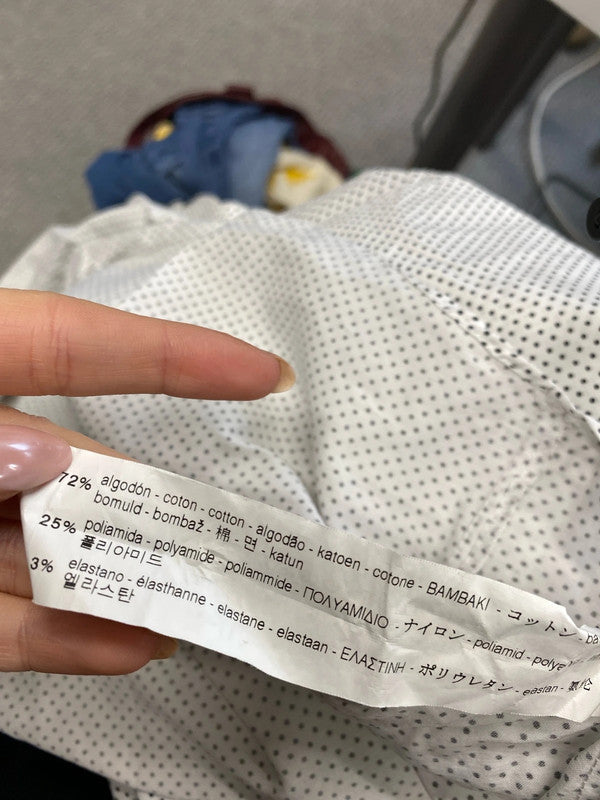 72% algodón - coton - cotton - algodão - katoen - cotone - BAMBAKI - コットン -
bomuld - bombaž - 棉 - 면 - katun
25% poliamida - polyamide - poliammide - ΠΟΛΥΑΜΙΔΙΟ - ナイロン - poliamid -
폴리아미드
3% elastano - élasthanne - elastane - elastaan - ΕΛΑΣΤΙΝΗ - ポリウレタン -
엘라스탄